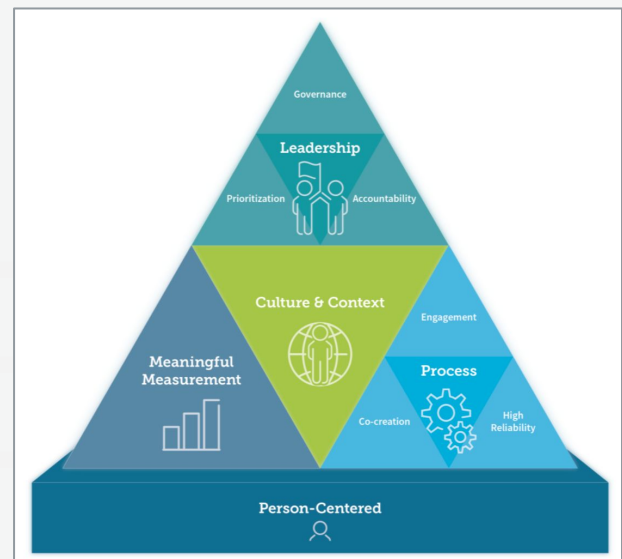 Governance
Leadership
Prioritization
Accountability
Culture & Context
Engagement
Meaningful
Measurement
Process
Co-creation
High
Reliability
Person-Centered